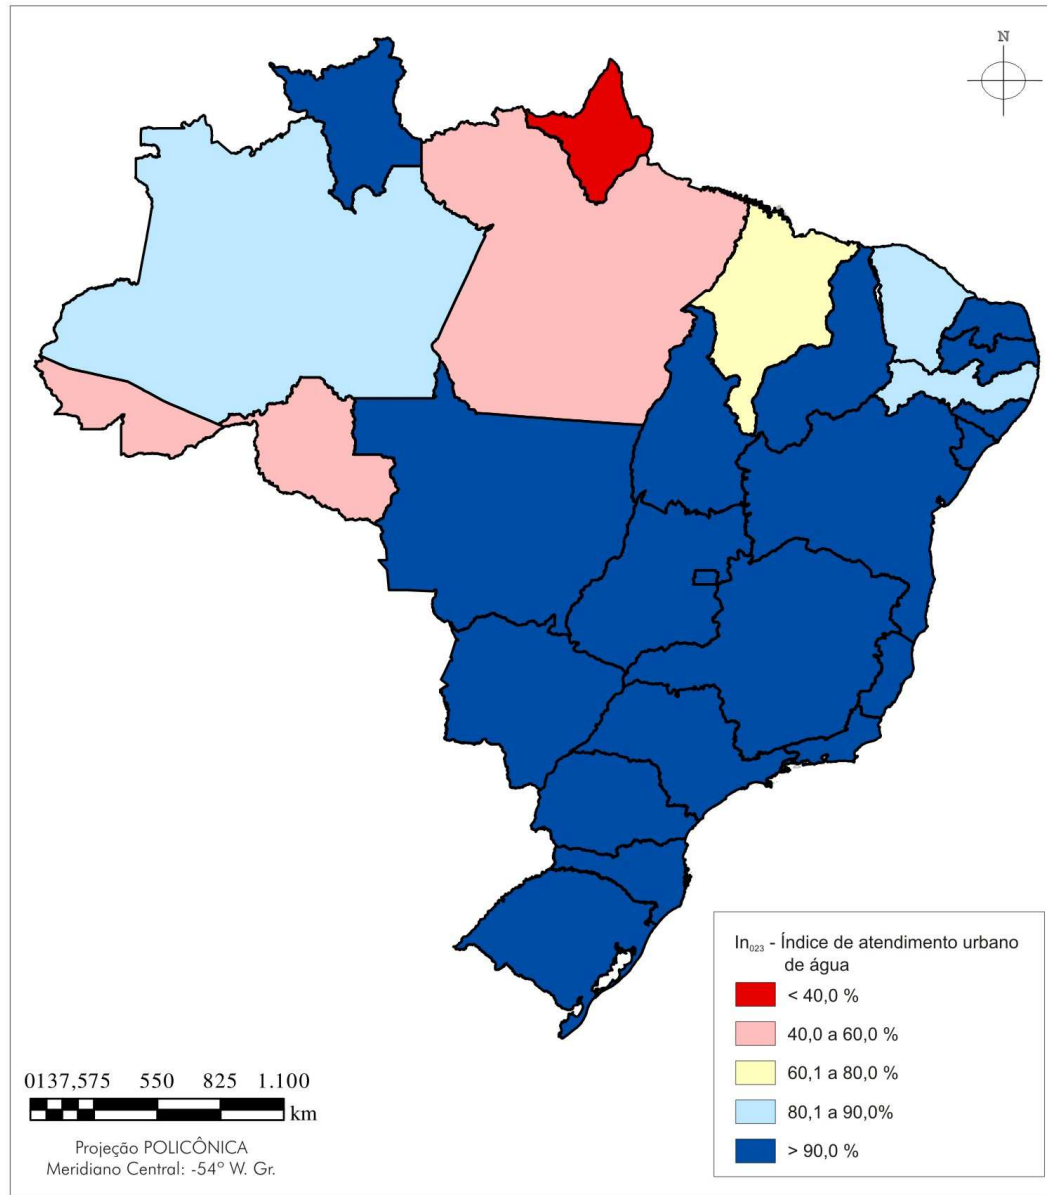 N
In₀₂₃ - Índice de atendimento urbano
de água
< 40,0 %
40,0 a 60,0 %
60,1 a 80,0 %
80,1 a 90,0%
> 90,0 %
0137,575 550 825 1.100
km
Projeção POLICÔNICA
Meridiano Central: -54º W. Gr.